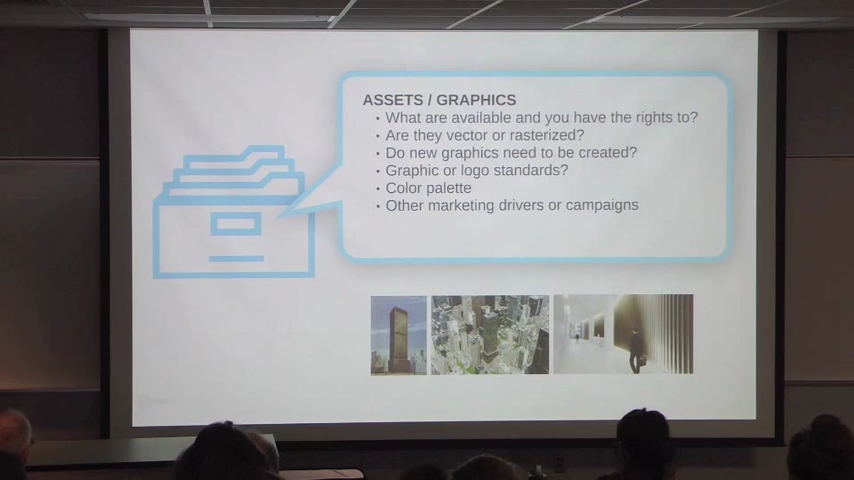 ASSETS / GRAPHICS
• What are available and you have the rights to?
• Are they vector or rasterized?
• Do new graphics need to be created?
• Graphic or logo standards?
• Color palette
• Other marketing drivers or campaigns